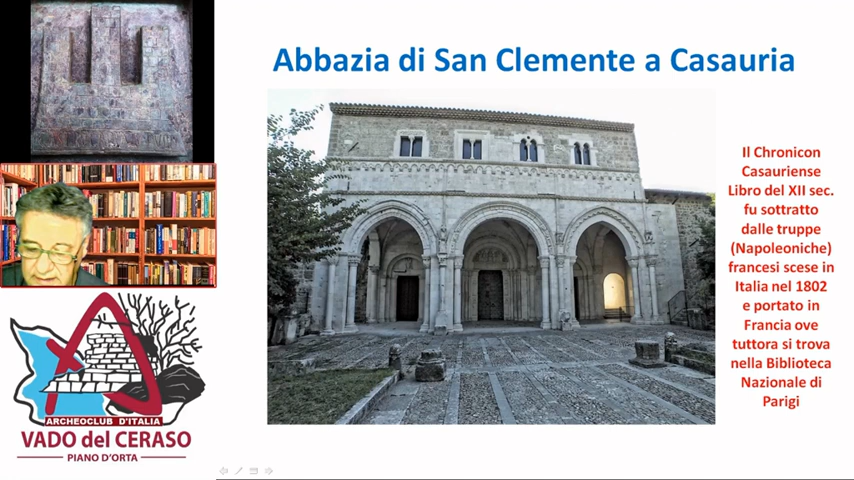 Abbazia di San Clemente a Casauria
Il Chronicon
Casauriense
Libro del XII sec.
fu sottratto
dalle truppe
(Napoleoniche)
francesi scese in
Italia nel 1802
e portato in
Francia ove
tuttora si trova
nella Biblioteca
Nazionale di
Parigi
ARCHEOCLUB D'ITALIA
VADO del CERASO
PIANO D'ORTA